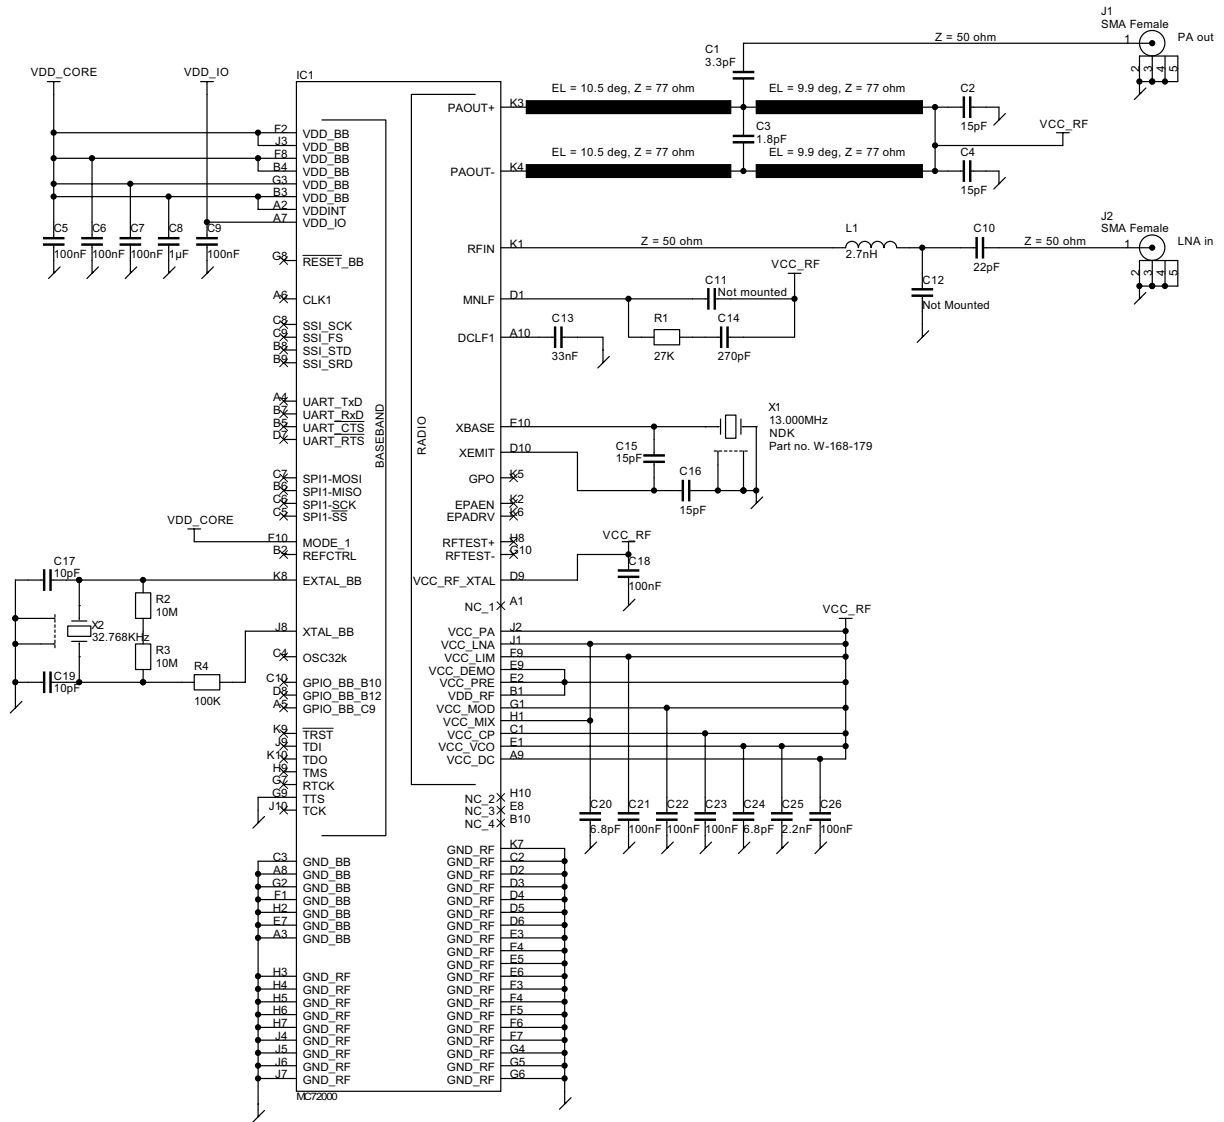 J1
SMA Female
PA out
Z = 50 ohm
1
2
3
4
5
C1
3.3pF
VDD_CORE
VDD_IO
IC1
PAOUT+
K3
EL = 10.5 deg, Z = 77 ohm
EL = 9.9 deg, Z = 77 ohm
C2
15pF
C3
1.8pF
VCC_RF
PAOUT-
K4
EL = 10.5 deg, Z = 77 ohm
EL = 9.9 deg, Z = 77 ohm
C4
15pF
F2 VDD_BB
J3 VDD_BB
F8 VDD_BB
B4 VDD_BB
G3 VDD_BB
B3 VDD_BB
A2 VDDINT
A7 VDD_IO
C5
100nF
C6
100nF
C7
100nF
C8
1µF
C9
100nF
RFIN
K1
Z = 50 ohm
L1
2.7nH
C10
22pF
Z = 50 ohm
J2
SMA Female
LNA in
1
2
3
4
5
C12
Not Mounted
G8 RESET_BB
A6 CLK1
C8 SSI_SCK
C9 SSI_FS
B8 SSI_STD
B9 SSI_SRD
MNLF
D1
C11
Not mounted
VCC_RF
R1
27K
C14
270pF
DCLF1
A10
C13
33nF
A4 UART_TxD
B7 UART_RxD
B5 UART_CTS
D7 UART_RTS
BASEBAND
RADIO
XBASE
E10
XEMIT
D10
C15
15pF
C16
15pF
X1
13.000MHz
NDK
Part no. W-168-179
GPO K5
EPAEN K2
EPADRV K6
RFTEST+ H8
RFTEST- G10
C7 SPI1-MOSI
B6 SPI1-MISO
C6 SPI1-SCK
C5 SPI1-SS
VDD_CORE
F10 MODE_1
B2 REFCTRL
K8 EXTAL_BB
VCC_RF
C18
100nF
VCC_RF_XTAL D9
NC_1 A1
C17
10pF
R2
10M
X2
32.768KHz
R3
10M
C19
10pF
R4
100K
J8 XTAL_BB
C4 OSC32k
C10 GPIO_BB_B10
D8 GPIO_BB_B12
A5 GPIO_BB_C9
VCC_RF
VCC_PA J2
VCC_LNA J1
VCC_LIM F9
VCC_DEMO E9
VCC_PRE E2
VDD_RF B1
VCC_MOD G1
VCC_MIX H1
VCC_CP C1
VCC_VCO E1
VCC_DC A9
K9 TRST
J9 TDI
K10 TDO
H9 TMS
G7 RTCK
G9 TTS
J10 TCK
NC_2 H10
NC_3 E8
NC_4 B10
C20
6.8pF
C21
100nF
C22
100nF
C23
100nF
C24
6.8pF
C25
2.2nF
C26
100nF
C3 GND_BB
A8 GND_BB
G2 GND_BB
F1 GND_BB
H2 GND_BB
E7 GND_BB
A3 GND_BB
H3 GND_RF
H4 GND_RF
H5 GND_RF
H6 GND_RF
H7 GND_RF
J4 GND_RF
J5 GND_RF
J6 GND_RF
J7 GND_RF
GND_RF K7
GND_RF C2
GND_RF D2
GND_RF D3
GND_RF D4
GND_RF D5
GND_RF D6
GND_RF E3
GND_RF E4
GND_RF E5
GND_RF E6
GND_RF F3
GND_RF F4
GND_RF F5
GND_RF F6
GND_RF F7
GND_RF G4
GND_RF G5
GND_RF G6
MC72000